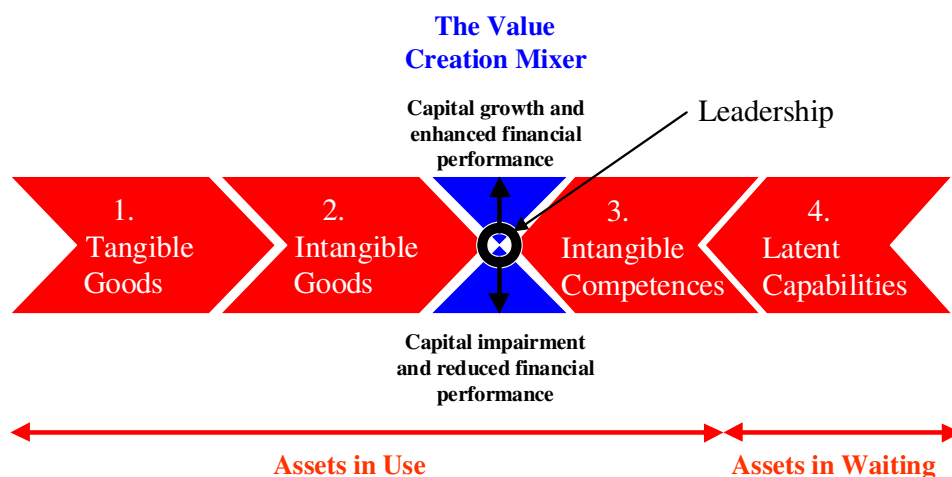 The Value
Creation Mixer
Capital growth and
enhanced financial
performance
Leadership
1.
Tangible
Goods
2.
Intangible
Goods
3.
Intangible
Competences
4.
Latent
Capabilities
Capital impairment
and reduced financial
performance
Assets in Use
Assets in Waiting